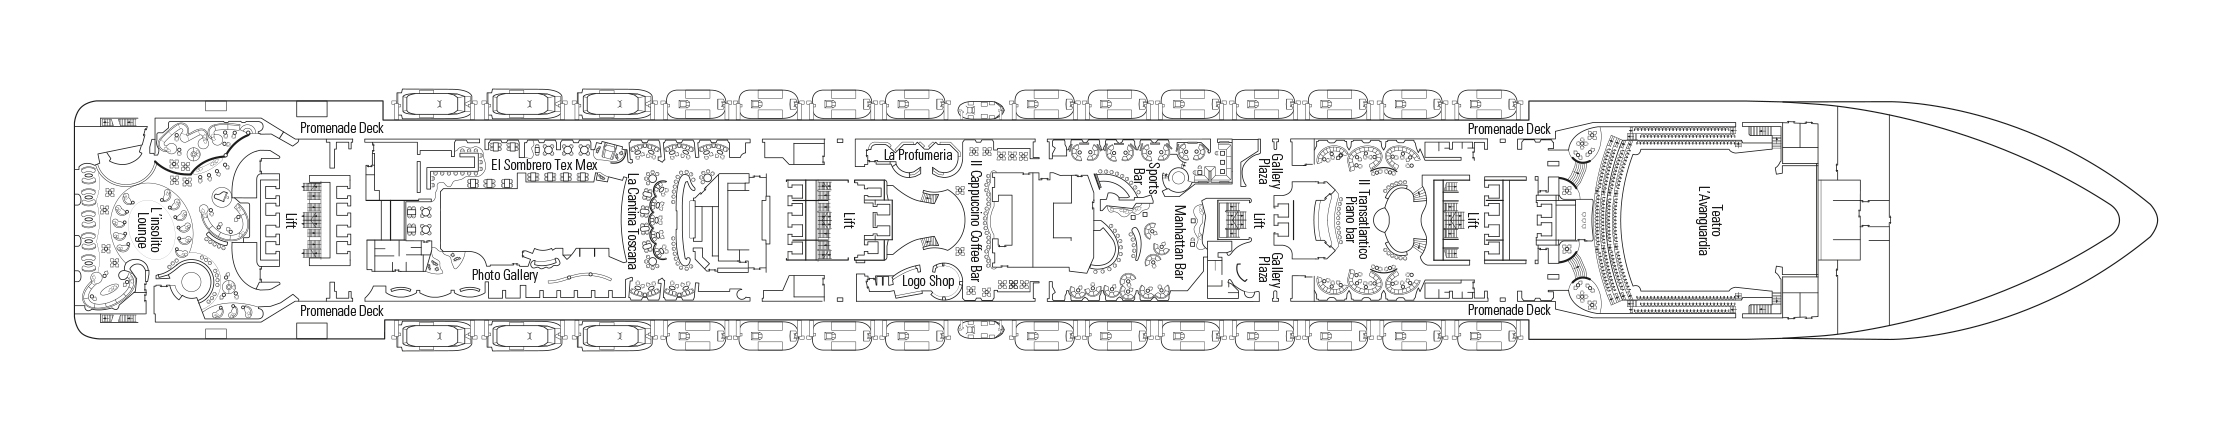 Promenade Deck
Promenade Deck
El Sombrero Tex Mex
La Profumeria
L'insolito
Lounge
Lift
La Cantina Toscana
Lift
Il Cappuccino Coffee Bar
Sports
Bar
Manhattan Bar
Gallery
Plaza
Lift
Gallery
Plaza
Il Transatlantico
Piano bar
Lift
Teatro
L'Avanguardia
Photo Gallery
Logo Shop
Promenade Deck
Promenade Deck